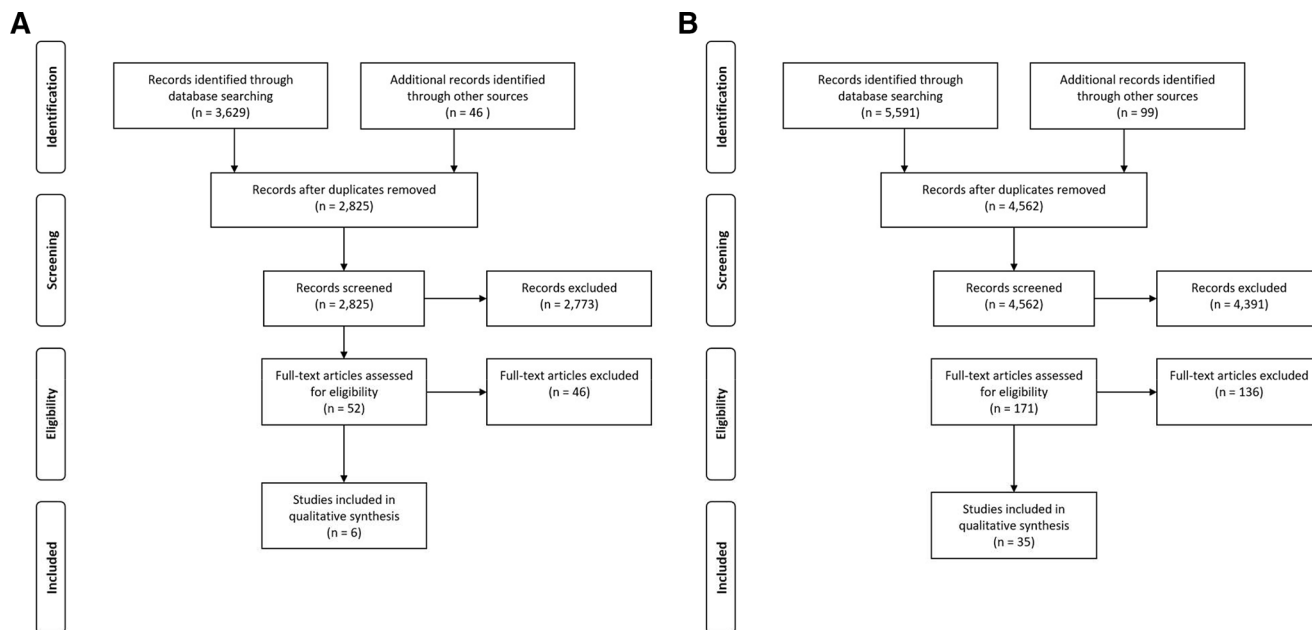 A
Identification
Records identified through
database searching
(n = 3,629)
Additional records identified
through other sources
(n = 46 )
Records after duplicates removed
(n = 2,825)
Screening
Records screened
(n = 2,825)
Records excluded
(n = 2,773)
Eligibility
Full-text articles assessed
for eligibility
(n = 52)
Full-text articles excluded
(n = 46)
Included
Studies included in
qualitative synthesis
(n = 6)
B
Identification
Records identified through
database searching
(n = 5,591)
Additional records identified
through other sources
(n = 99)
Records after duplicates removed
(n = 4,562)
Screening
Records screened
(n = 4,562)
Records excluded
(n = 4,391)
Eligibility
Full-text articles assessed
for eligibility
(n = 171)
Full-text articles excluded
(n = 136)
Included
Studies included in
qualitative synthesis
(n = 35)